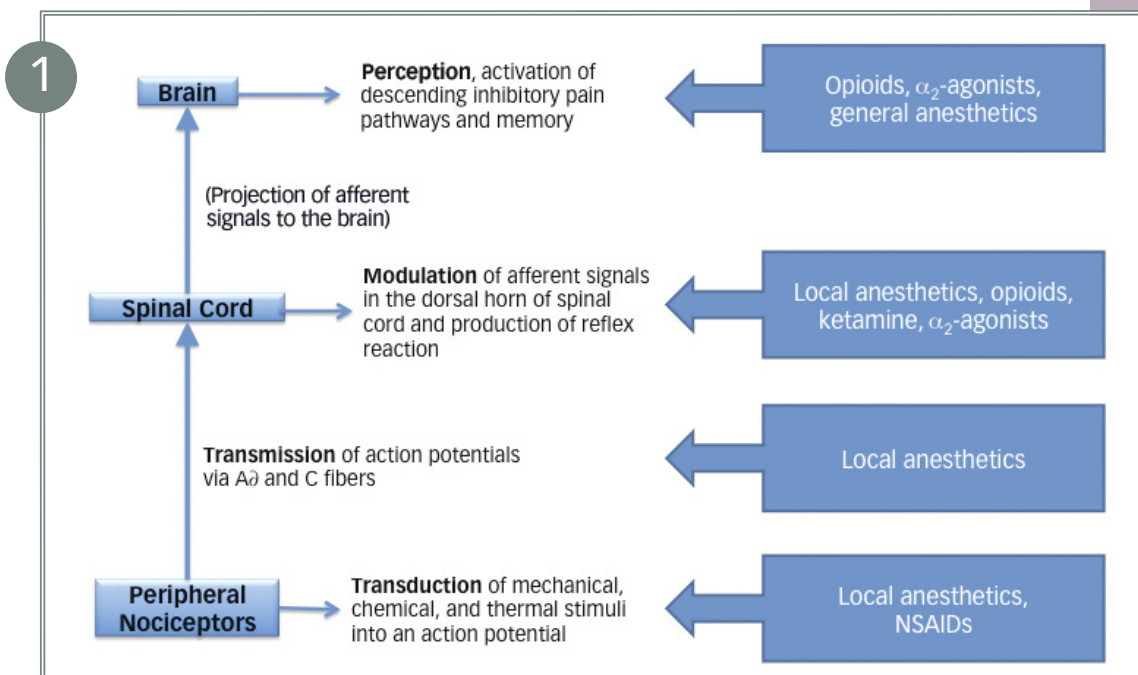 1
Brain
Perception, activation of
descending inhibitory pain
pathways and memory
Opioids, α₂-agonists,
general anesthetics
(Projection of afferent
signals to the brain)
Spinal Cord
Modulation of afferent signals
in the dorsal horn of spinal
cord and production of reflex
reaction
Local anesthetics, opioids,
ketamine, α₂-agonists
Transmission of action potentials
via A∂ and C fibers
Local anesthetics
Peripheral
Nociceptors
Transduction of mechanical,
chemical, and thermal stimuli
into an action potential
Local anesthetics,
NSAIDs